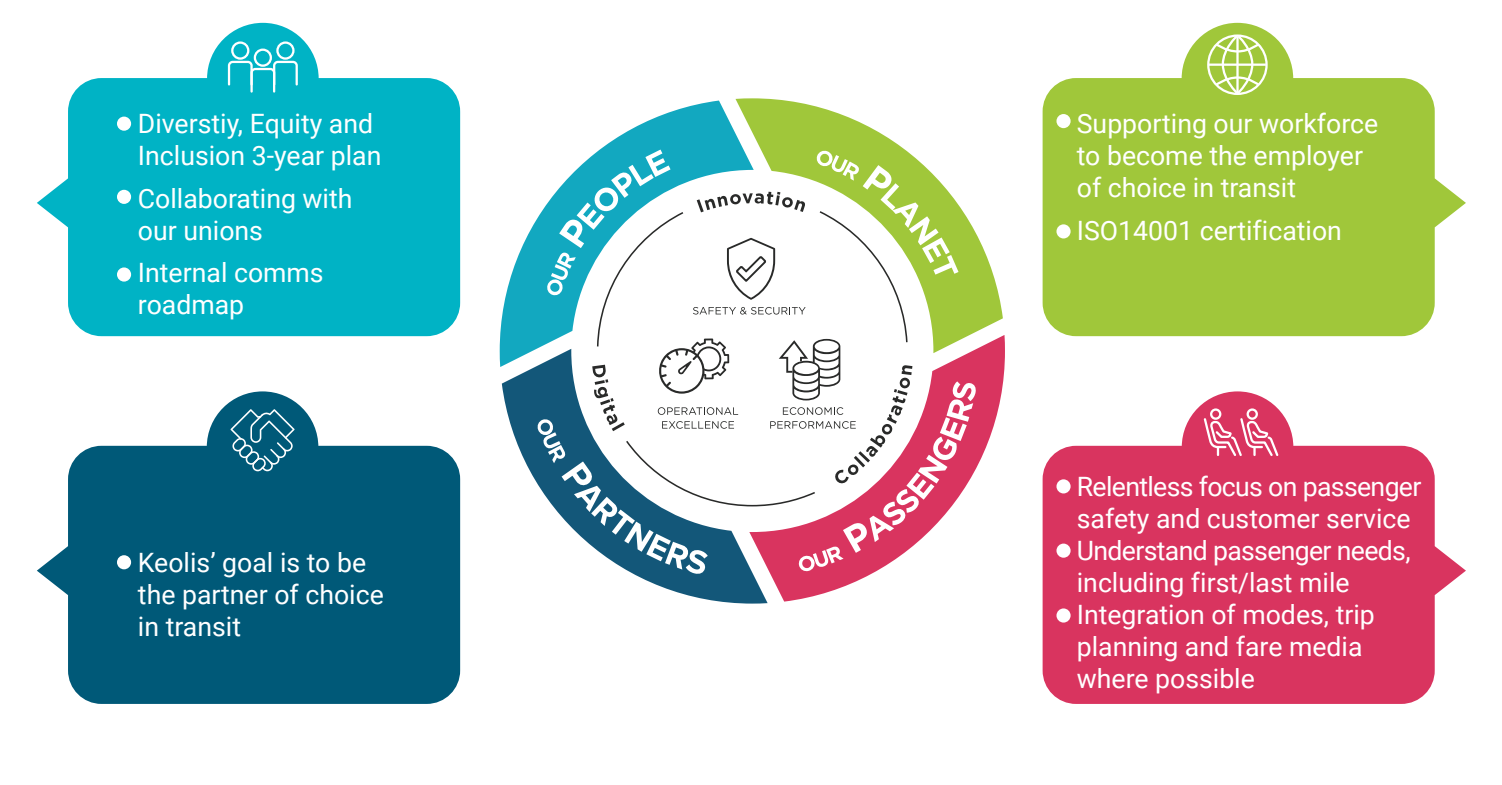 Diverstiy, Equity and
Inclusion 3-year plan
Collaborating with
our unions
Internal comms
roadmap
Supporting our workforce
to become the employer
of choice in transit
ISO14001 certification
OUR PEOPLE
OUR PLANET
Innovation
SAFETY & SECURITY
Digital
OPERATIONAL
EXCELLENCE
ECONOMIC
PERFORMANCE
Collaboration
OUR PARTNERS
OUR PASSENGERS
Keolis’ goal is to be
the partner of choice
in transit
Relentless focus on passenger
safety and customer service
Understand passenger needs,
including first/last mile
Integration of modes, trip
planning and fare media
where possible